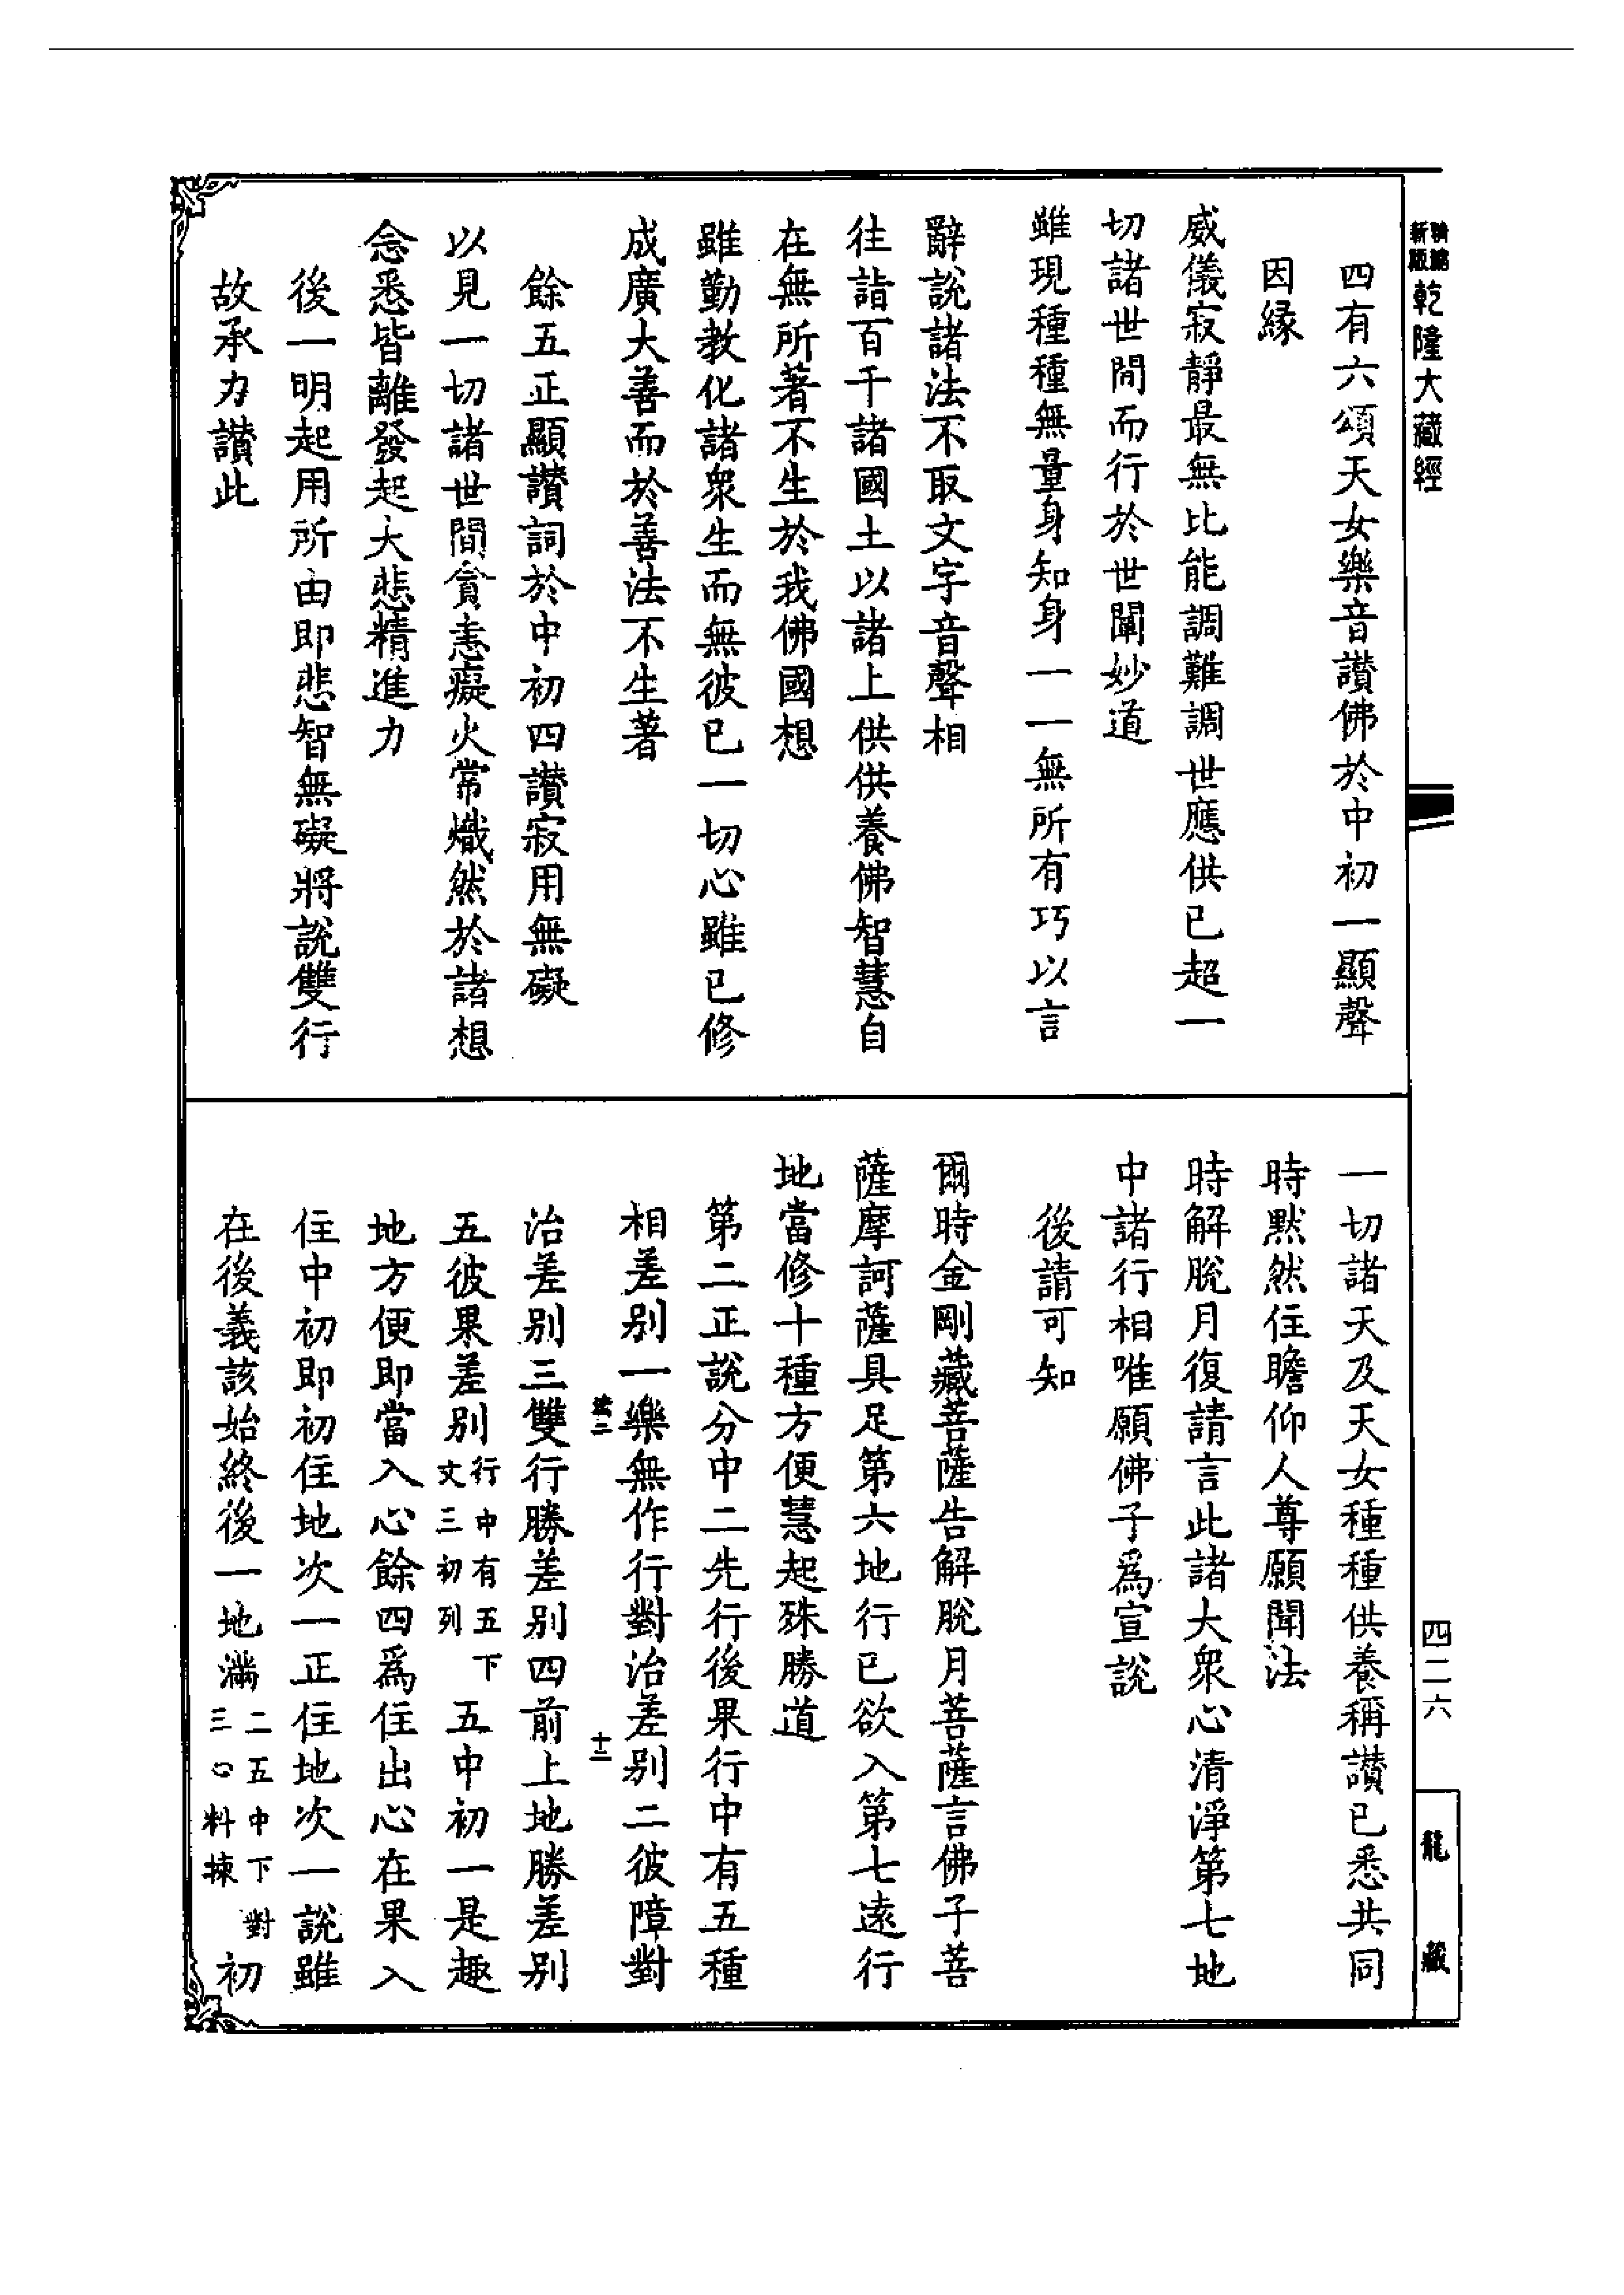 新版
乾隆大藏經
四有六頌天女樂音讚佛於中初一顯聲
因緣
威儀寂靜最無比能調難調世應供已超一
切諸世間而行於世闡妙道
雖現種種無量身知身一一無所有巧以言
辭說諸法不取文字音聲相
往詣百千諸國土以諸上供供養佛智慧自
在無所著不生於我佛國想
雖勤教化諸衆生而無彼已一切心雖已修
成廣大善而於善法不生著
餘五正顯讚詞於中初四讚寂用無礙
以見一切諸世間貪恚癡火常熾然於諸想
念悉皆離發起大悲精進力
後一明起用所由即悲智無礙將說雙行
故承力讚此
一切諸天及天女種種供養稱讚已悉共同
時默然住瞻仰人尊願聞法
時解脫月復請言此諸大衆心清淨第七地
中諸行相唯願佛子爲宣說
後請可知
爾時金剛藏菩薩告解脫月菩薩言佛子菩
薩摩訶薩具足第六地行已欲入第七遠行
地當修十種方便慧起殊勝道
第二正說分中二先行後果行中有五種
相差別一樂無作行對治差別二彼障對
十二
治差別三雙行勝差別四前上地勝差別
五彼果差別行中有五下文三初列五中初一是趣
地方便即當入心餘四爲住出心在果入
住中初即初住地次一正住地次一說雖
在後義該始終後一地滿二五中下對三○料揀初
四二六
龍藏